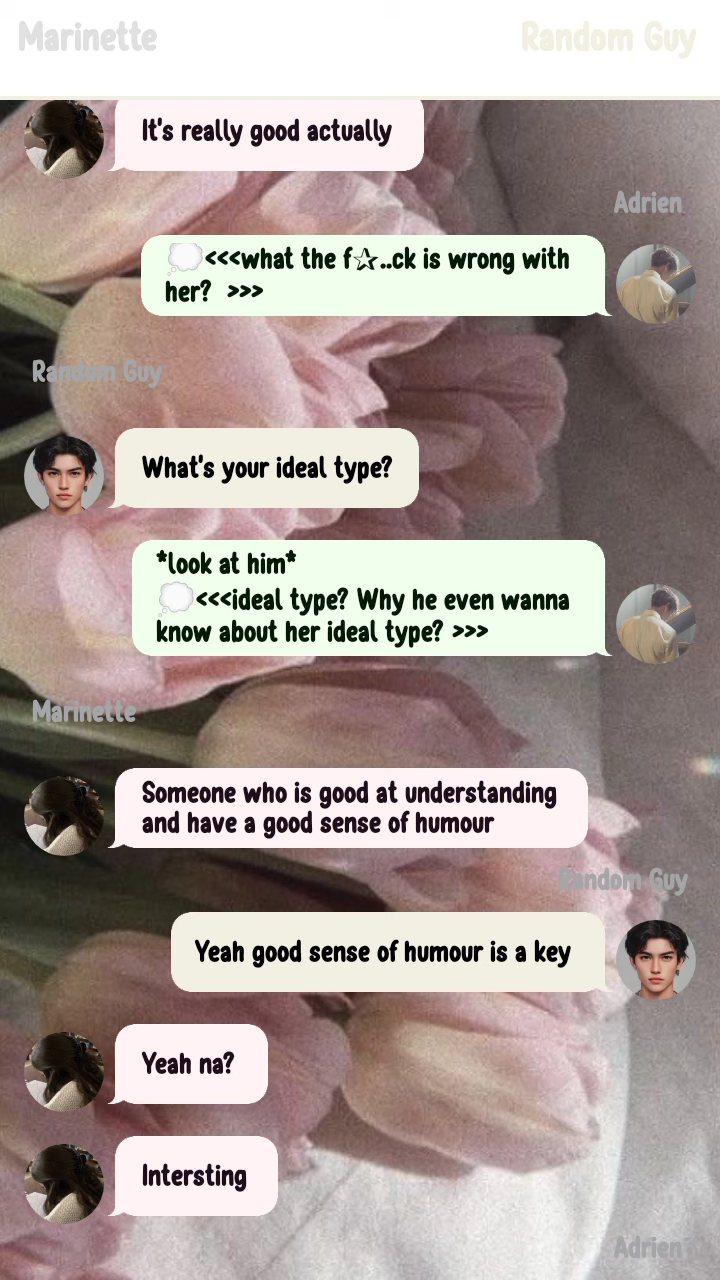 Marinette
Random Guy
It's really good actually
Adrien
💭<<<what the f☆..ck is wrong with
her? >>>
Random Guy
What's your ideal type?
*look at him*
💭<<<ideal type? Why he even wanna
know about her ideal type? >>>
Marinette
Someone who is good at understanding
and have a good sense of humour
Random Guy
Yeah good sense of humour is a key
Yeah na?
Intersting
Adrien